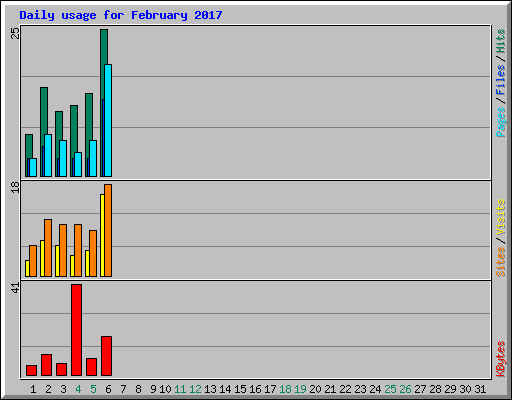 Daily usage for February 2017
25
Pages / Files / Hits
18
Sites / Visits
41
KBytes
1 2 3 4 5 6 7 8 9 10 11 12 13 14 15 16 17 18 19 20 21 22 23 24 25 26 27 28 29 30 31